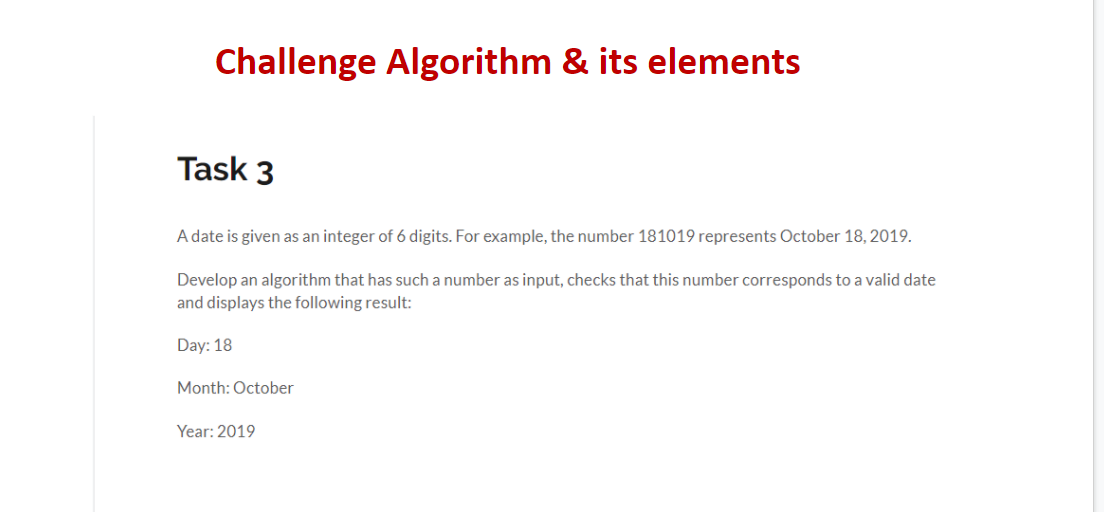 Challenge Algorithm & its elements
Task 3
A date is given as an integer of 6 digits. For example, the number 181019 represents October 18, 2019.
Develop an algorithm that has such a number as input, checks that this number corresponds to a valid date
and displays the following result:
Day: 18
Month: October
Year: 2019